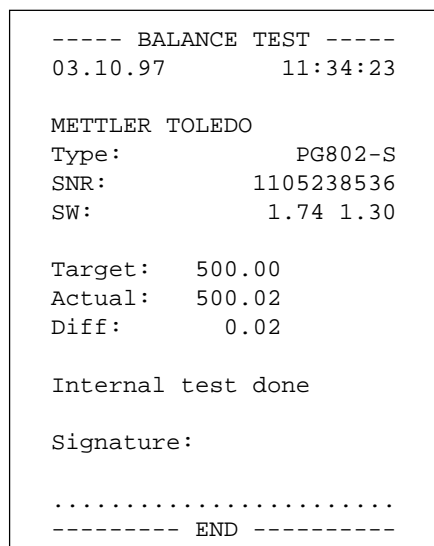 ----- BALANCE TEST -----
03.10.97        11:34:23
METTLER TOLEDO
Type:            PG802-S
SNR:          1105238536
SW:            1.74 1.30
Target:   500.00
Actual:   500.02
Diff:       0.02
Internal test done
Signature:
........................
--------- END ----------